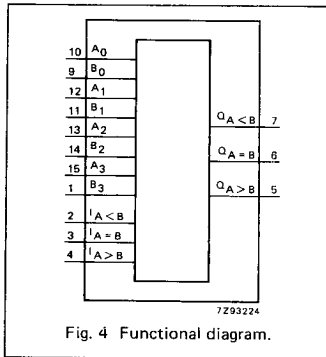 10 A0
9 B0
12 A1
11 B1
13 A2
14 B2
15 A3
1 B3
2 IA<B
3 IA=B
4 IA>B
QA<B 7
QA=B 6
QA>B 5
7Z93224
Fig. 4 Functional diagram.